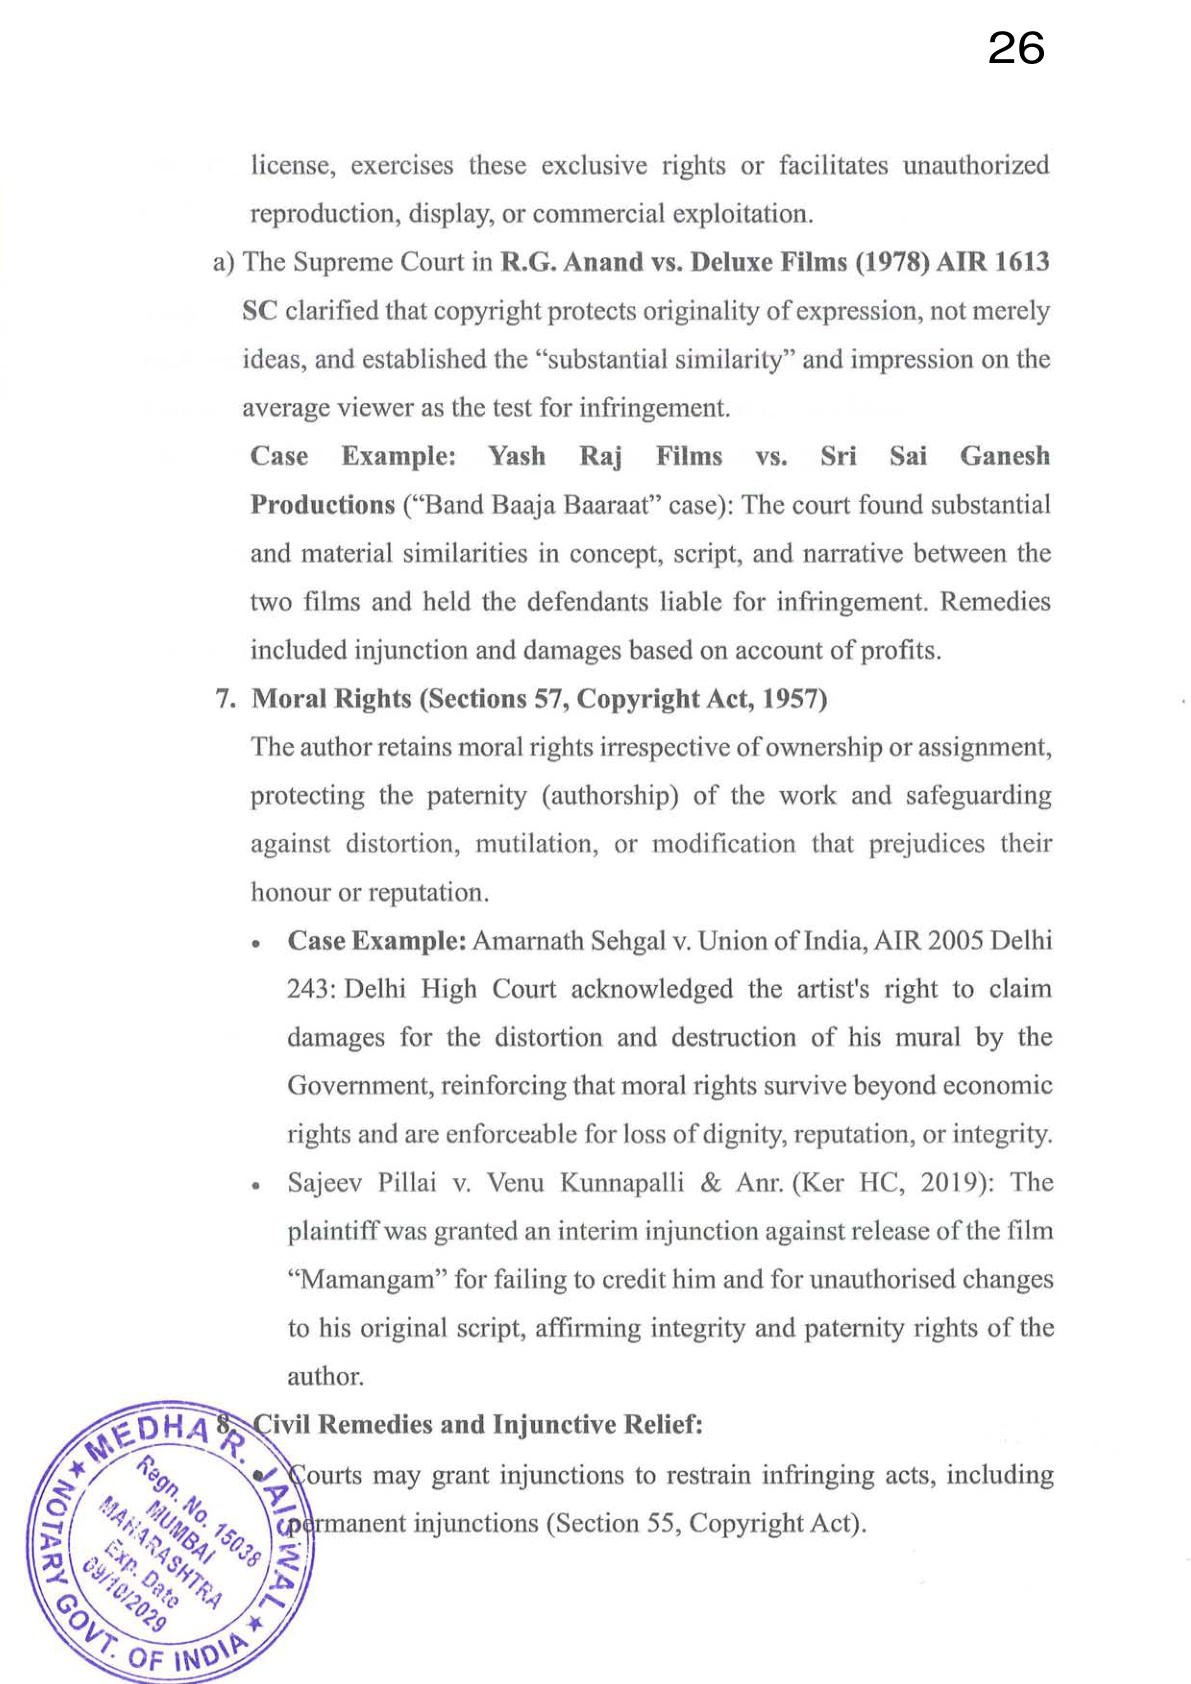 26
license, exercises these exclusive rights or facilitates unauthorized
reproduction, display, or commercial exploitation.
a) The Supreme Court in R.G. Anand vs. Deluxe Films (1978) AIR 1613
SC clarified that copyright protects originality of expression, not merely
ideas, and established the “substantial similarity” and impression on the
average viewer as the test for infringement.
Case Example: Yash Raj Films vs. Sri Sai Ganesh
Productions (“Band Baaja Baaraat” case): The court found substantial
and material similarities in concept, script, and narrative between the
two films and held the defendants liable for infringement. Remedies
included injunction and damages based on account of profits.
7. Moral Rights (Sections 57, Copyright Act, 1957)
The author retains moral rights irrespective of ownership or assignment,
protecting the paternity (authorship) of the work and safeguarding
against distortion, mutilation, or modification that prejudices their
honour or reputation.
• Case Example: Amarnath Sehgal v. Union of India, AIR 2005 Delhi
243: Delhi High Court acknowledged the artist's right to claim
damages for the distortion and destruction of his mural by the
Government, reinforcing that moral rights survive beyond economic
rights and are enforceable for loss of dignity, reputation, or integrity.
• Sajeev Pillai v. Venu Kunnapalli & Anr. (Ker HC, 2019): The
plaintiff was granted an interim injunction against release of the film
“Mamangam” for failing to credit him and for unauthorised changes
to his original script, affirming integrity and paternity rights of the
author.
8. Civil Remedies and Injunctive Relief:
• Courts may grant injunctions to restrain infringing acts, including
permanent injunctions (Section 55, Copyright Act).
★ MEDHA R. JAISWAL ★
NOTARY GOVT. OF INDIA
Regn. No. 15038
MUMBAI
MAHARASHTRA
Exp. Date
09/10/2029